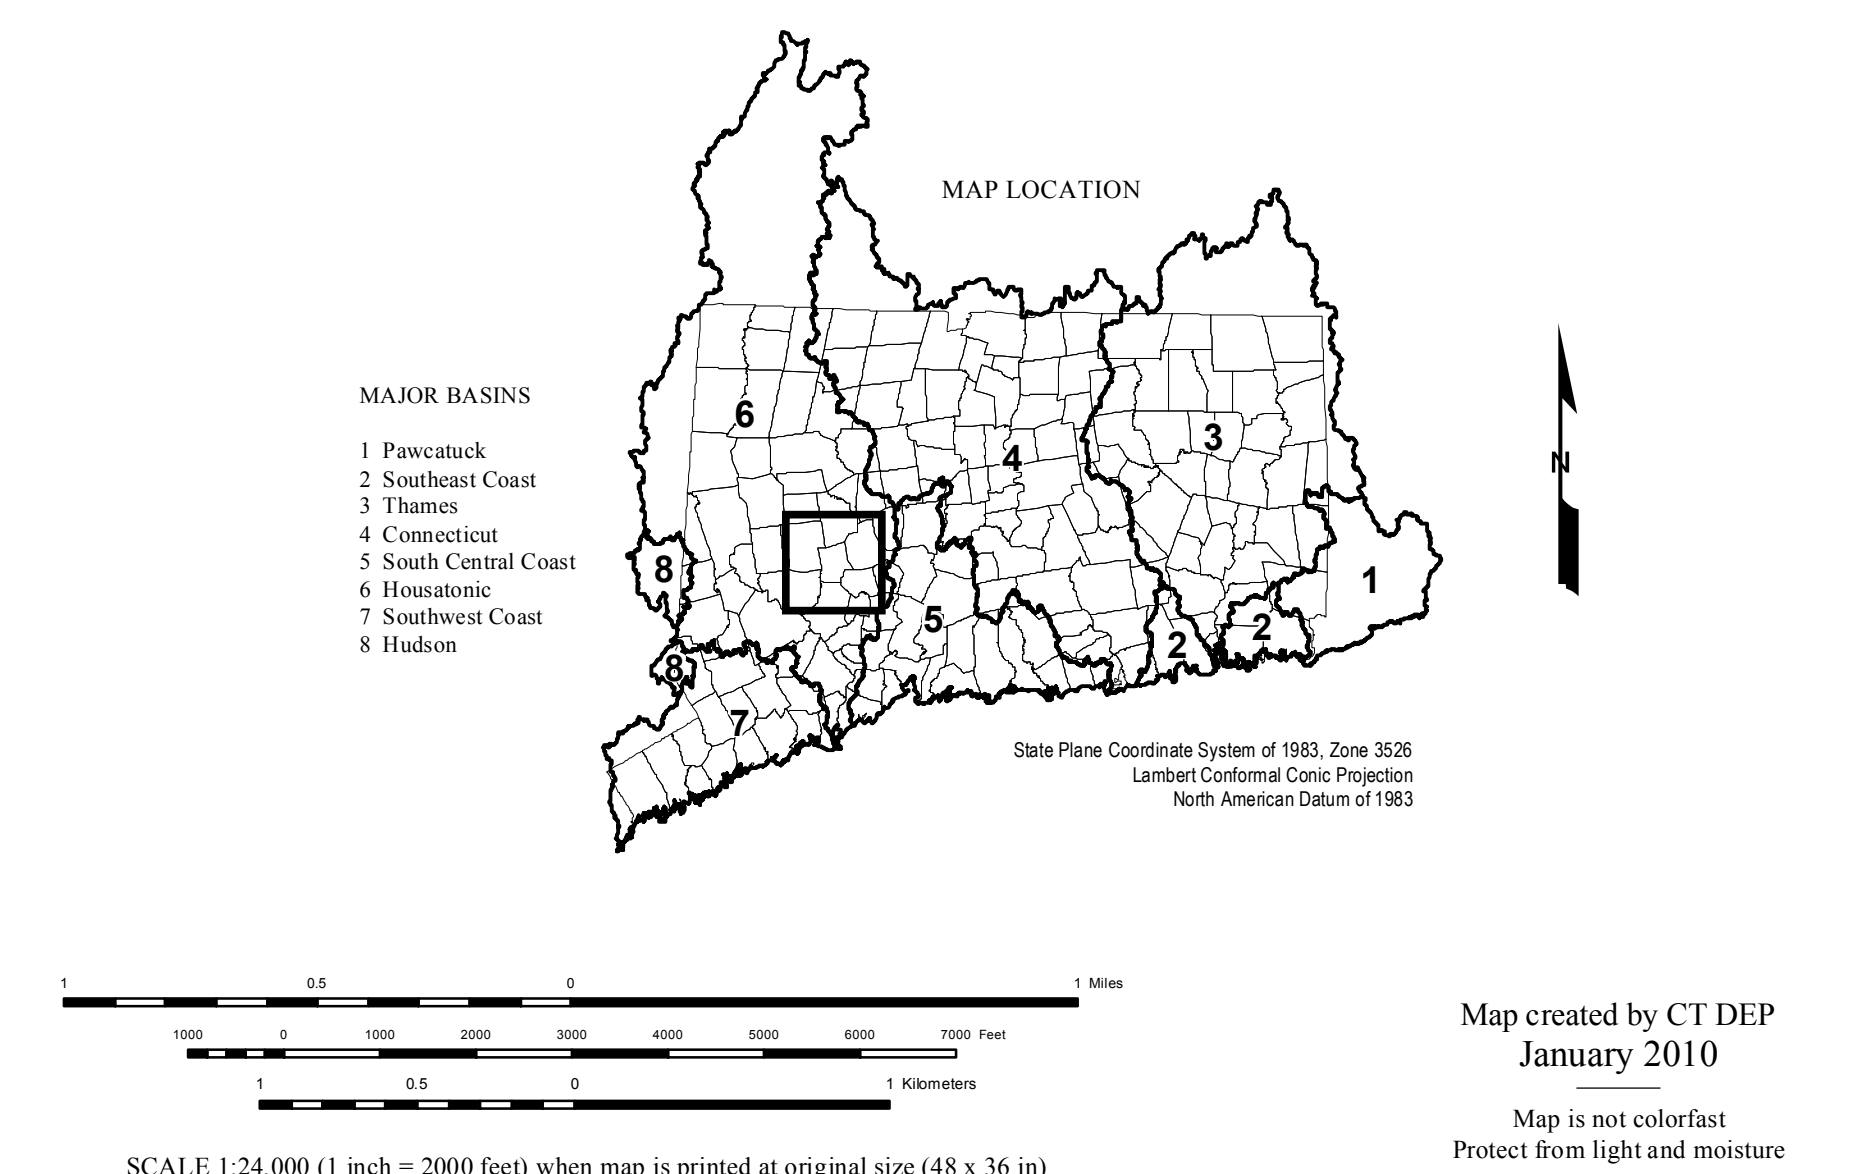 MAP LOCATION
MAJOR BASINS
1 Pawcatuck
2 Southeast Coast
3 Thames
4 Connecticut
5 South Central Coast
6 Housatonic
7 Southwest Coast
8 Hudson
6
4
3
8
5
1
2
2
8
7
N
State Plane Coordinate System of 1983, Zone 3526
Lambert Conformal Conic Projection
North American Datum of 1983
1 0.5 0 1 Miles
1000 0 1000 2000 3000 4000 5000 6000 7000 Feet
1 0.5 0 1 Kilometers
SCALE 1:24,000 (1 inch = 2000 feet) when map is printed at original size (48 x 36 in)
Map created by CT DEP
January 2010
Map is not colorfast
Protect from light and moisture